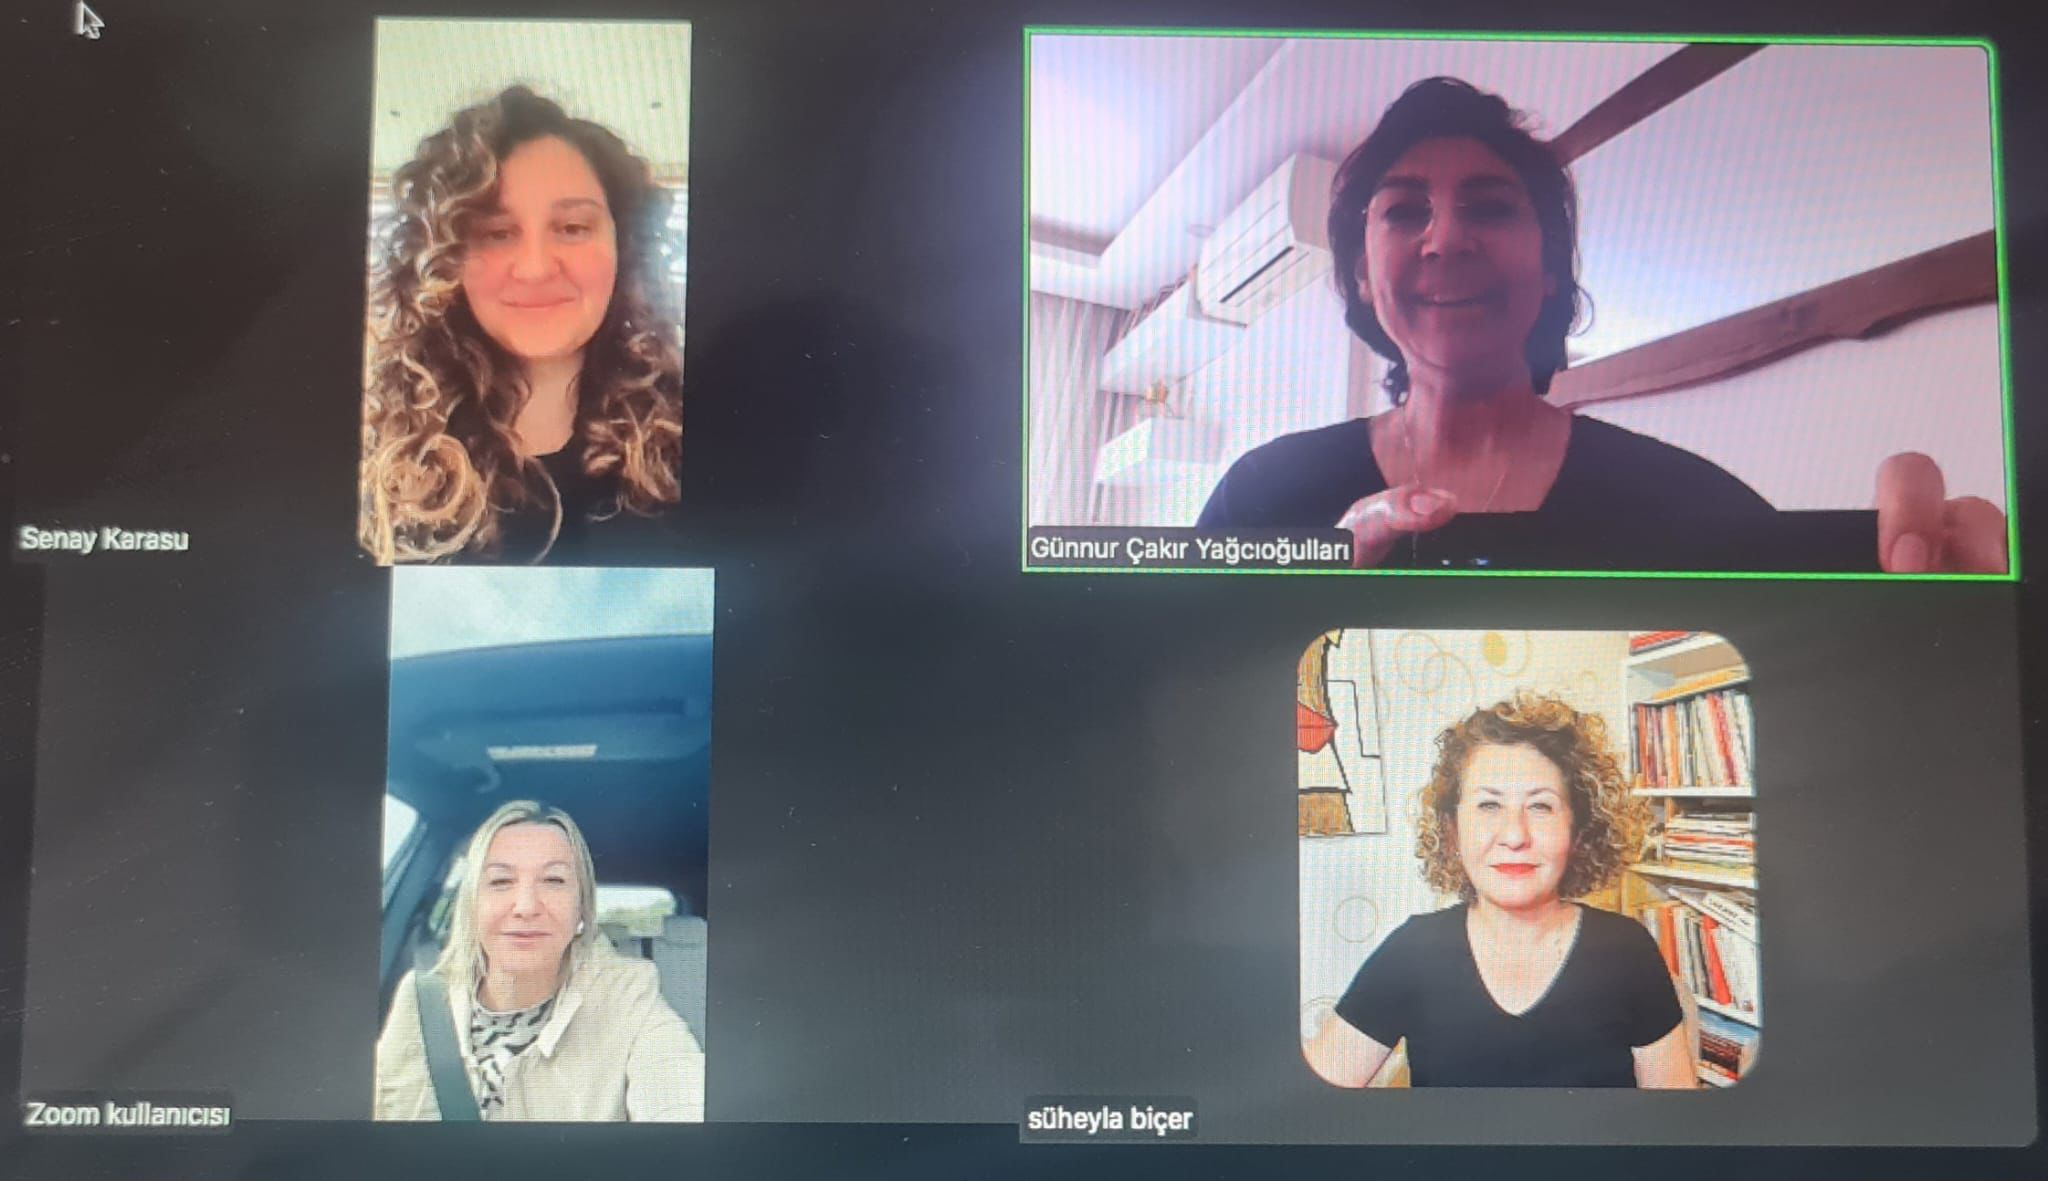 Senay Karasu
Günnur Çakır Yağcıoğulları
Zoom kullanıcısı
süheyla biçer